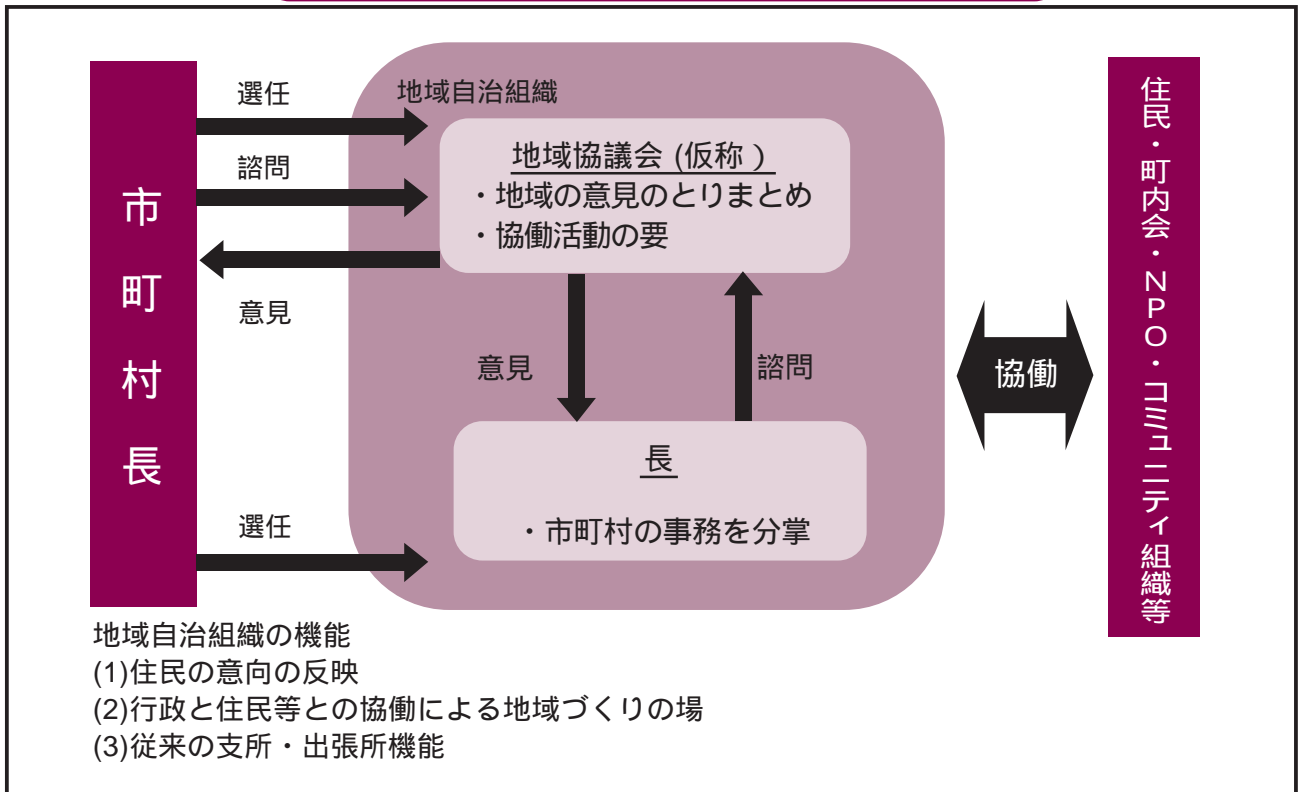 選任
地域自治組織
諮問
地域協議会 (仮称 )
・地域の意見のとりまとめ
・協働活動の要
意見
市町村長
意見
諮問
協働
住民・町内会・NPO・コミュニティ組織等
長
選任
・市町村の事務を分掌
地域自治組織の機能
(1)住民の意向の反映
(2)行政と住民等との協働による地域づくりの場
(3)従来の支所・出張所機能